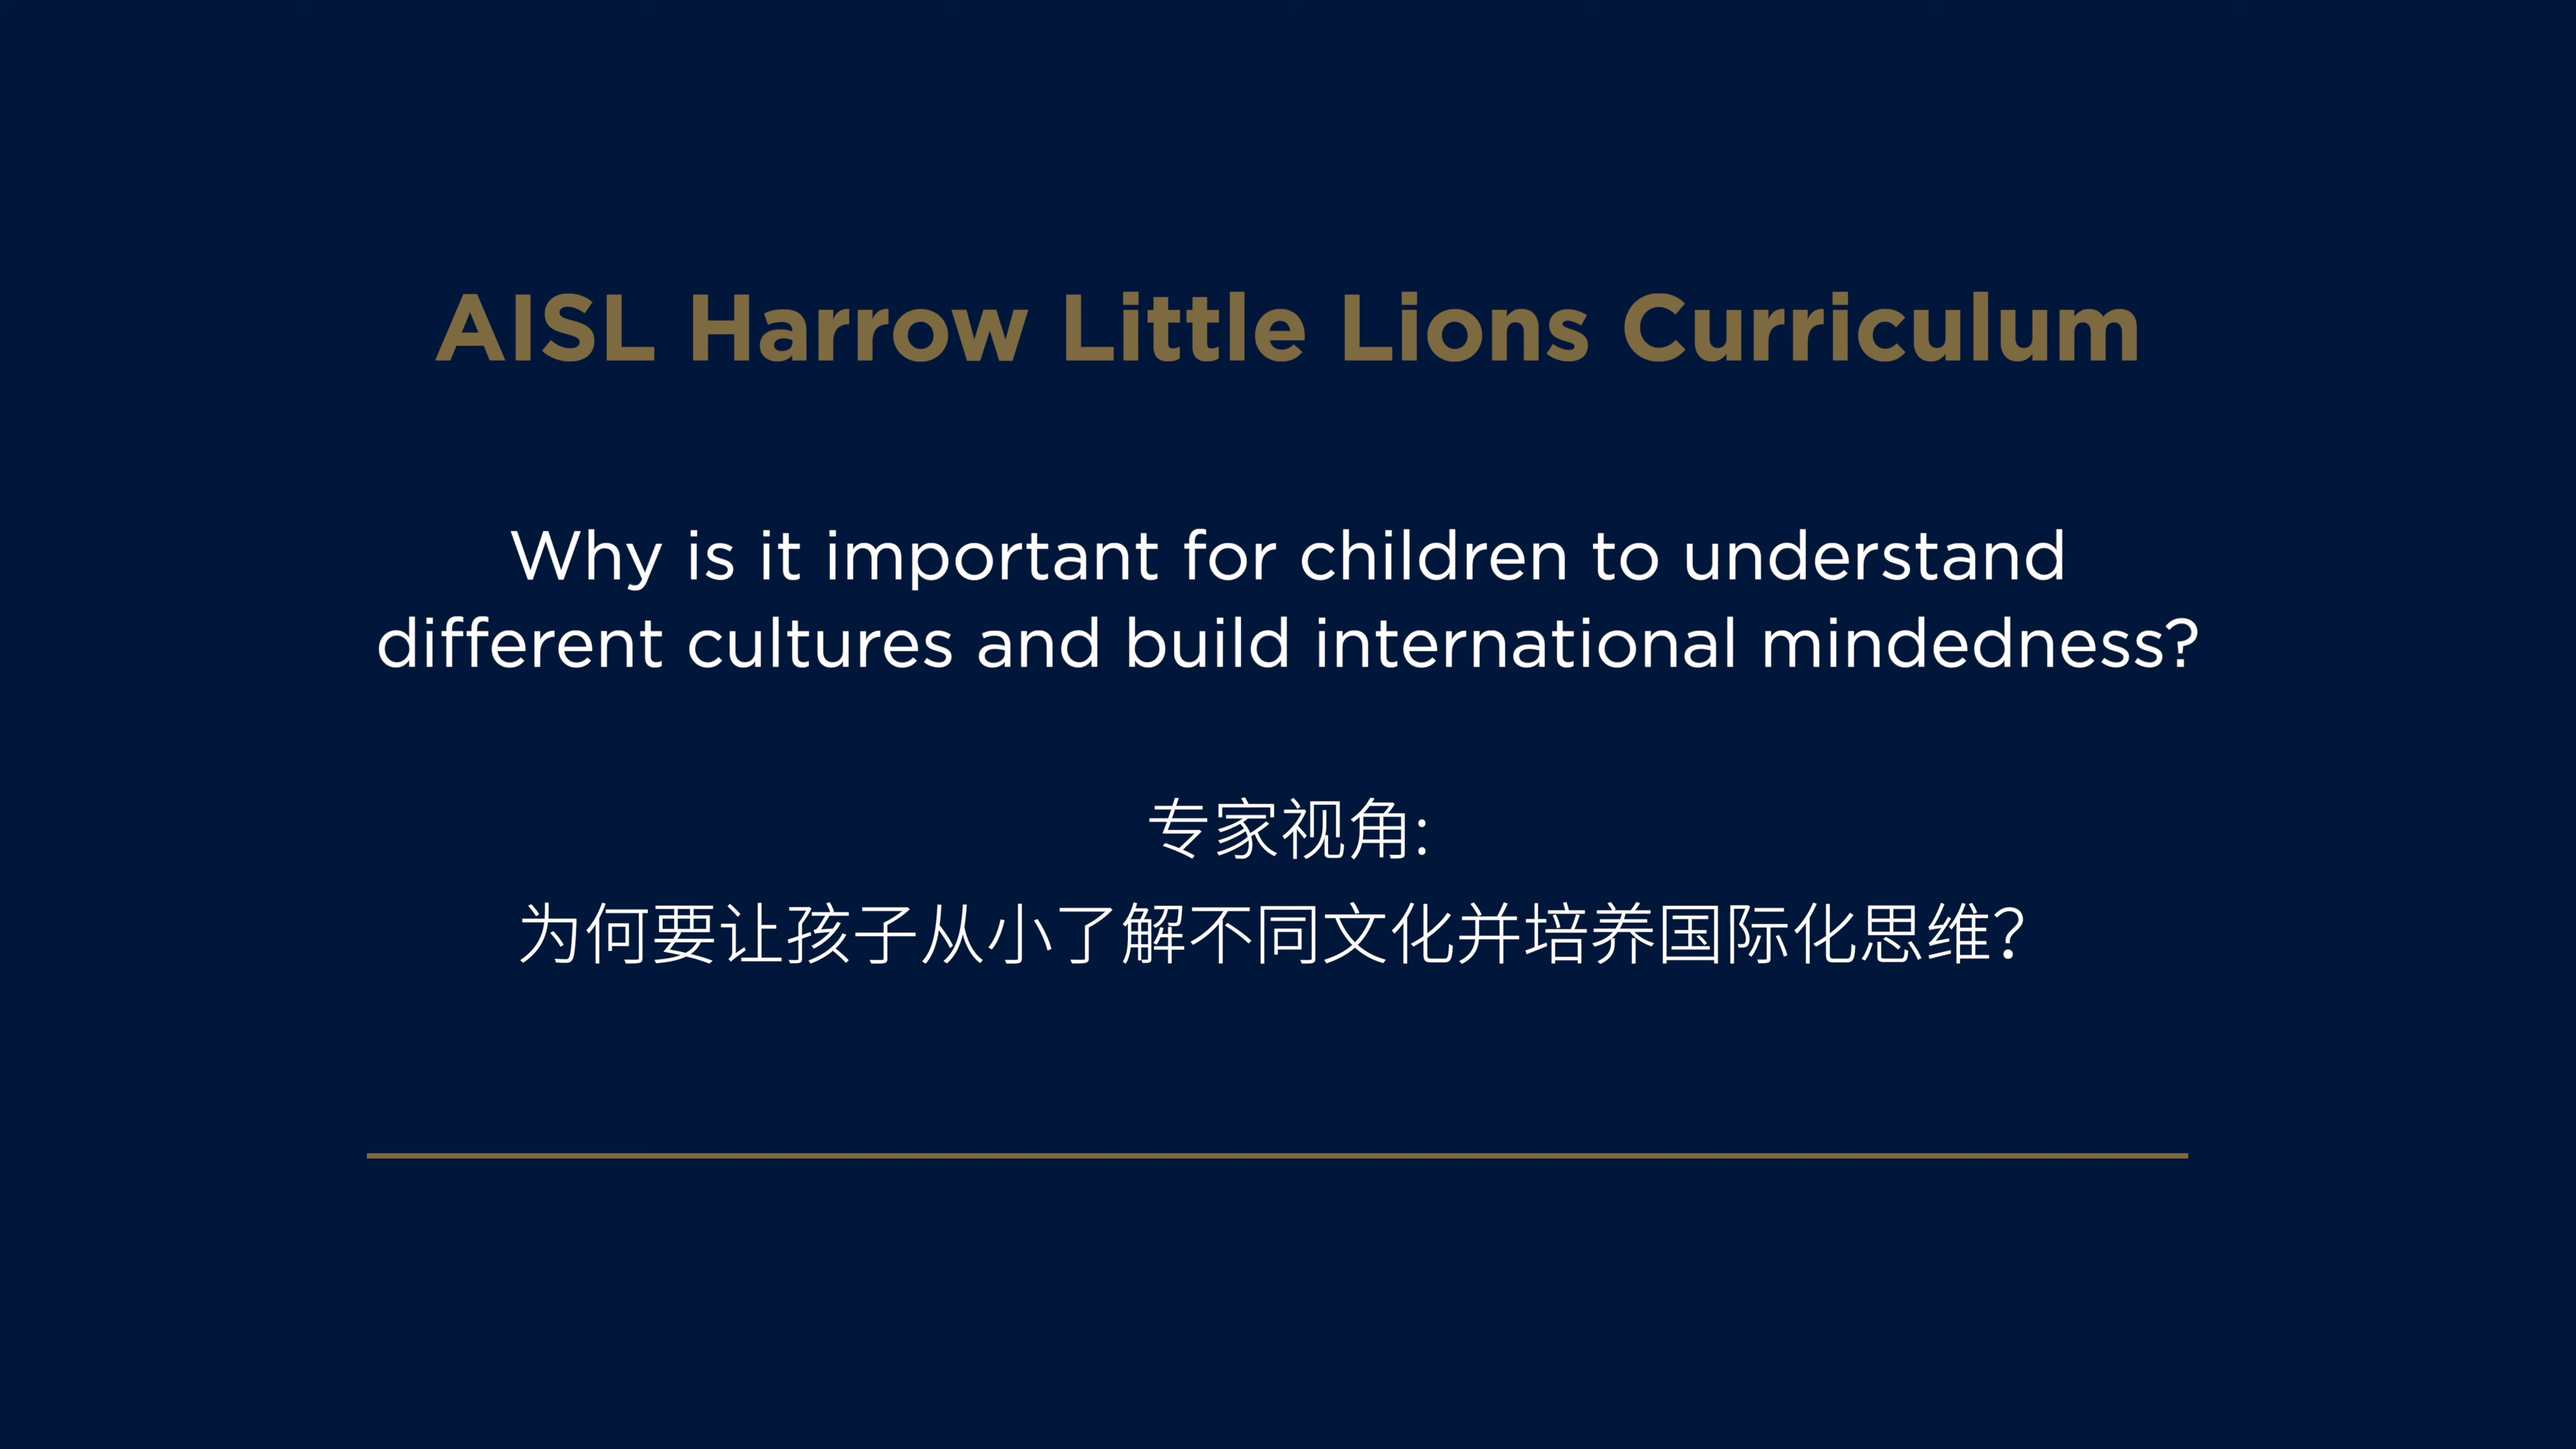 AISL Harrow Little Lions Curriculum
Why is it important for children to understand
different cultures and build international mindedness?
专家视角:
为何要让孩子从小了解不同文化并培养国际化思维?